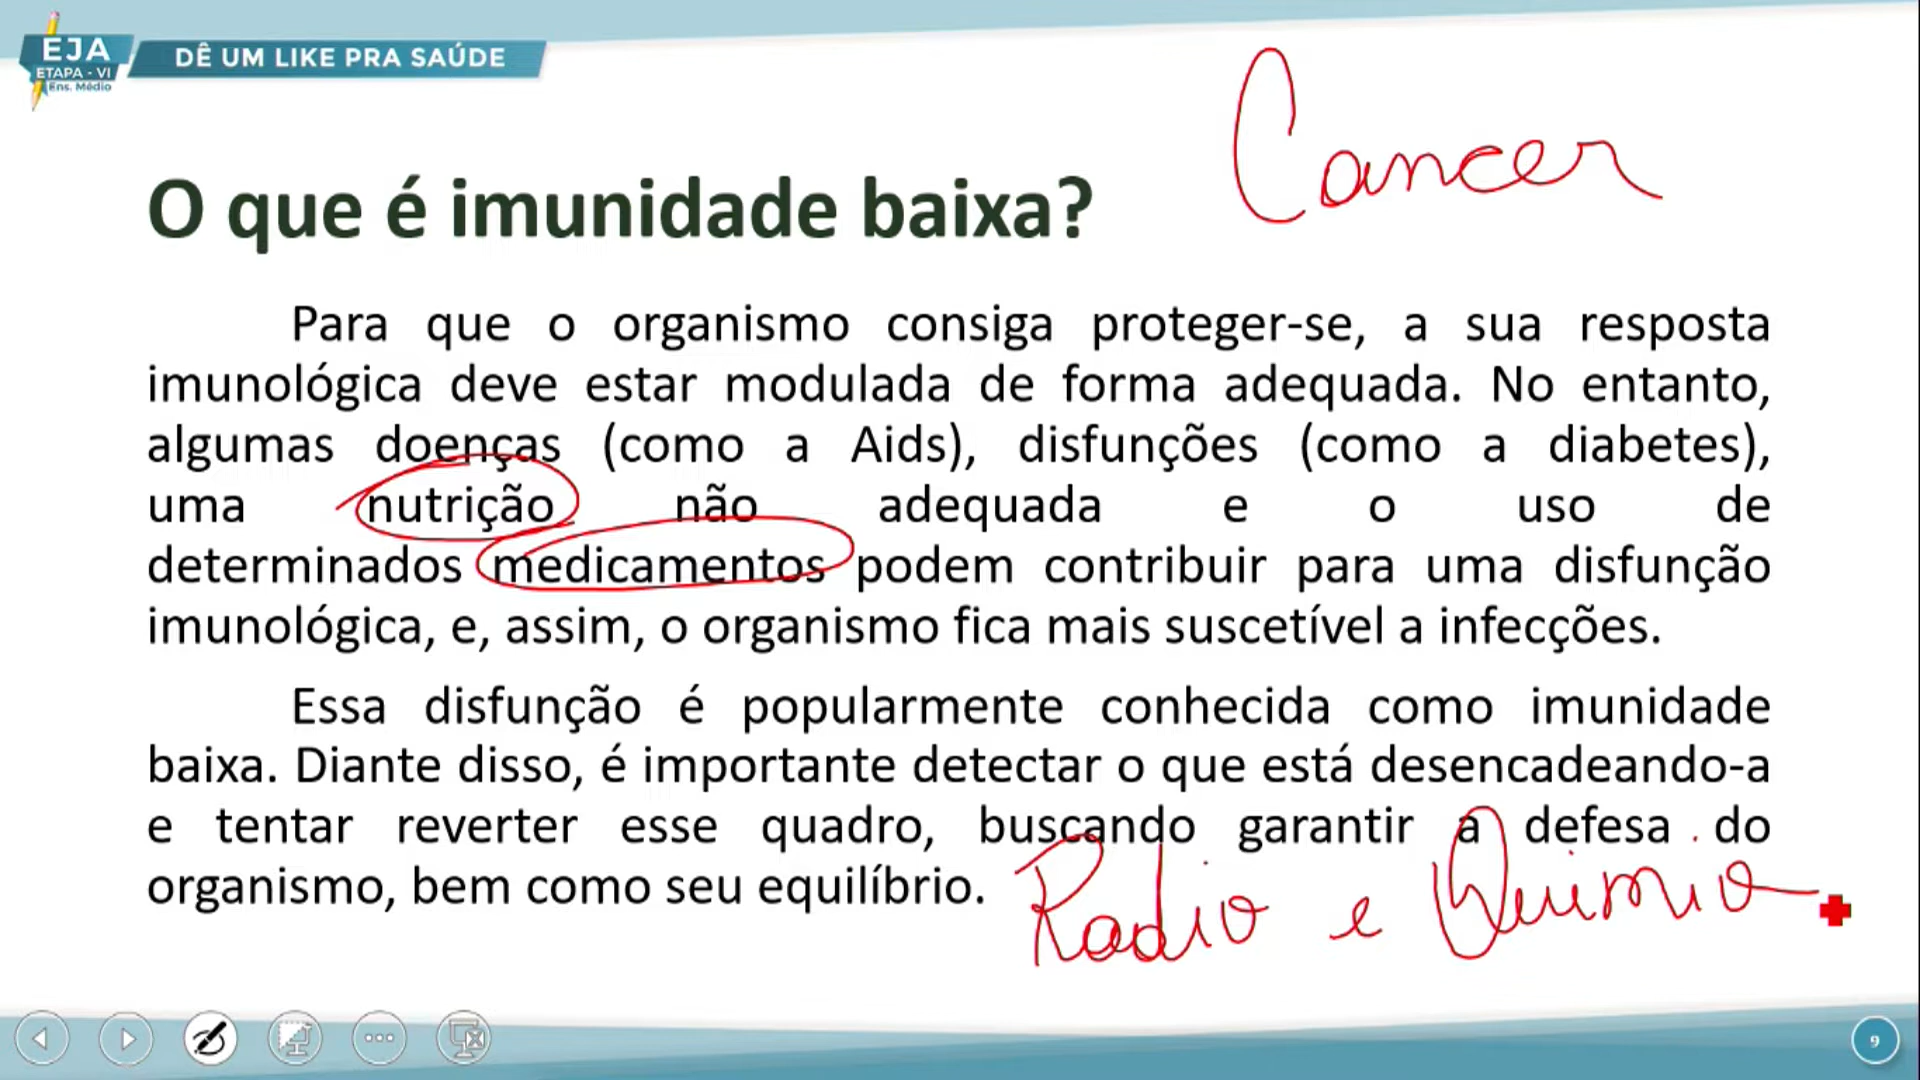 EJA
ETAPA - VI
Ens. Médio
DÊ UM LIKE PRA SAÚDE
Cancer
O que é imunidade baixa?
Para que o organismo consiga proteger-se, a sua resposta
imunológica deve estar modulada de forma adequada. No entanto,
algumas doenças (como a Aids), disfunções (como a diabetes),
uma nutrição não adequada e o uso de
determinados medicamentos podem contribuir para uma disfunção
imunológica, e, assim, o organismo fica mais suscetível a infecções.
Essa disfunção é popularmente conhecida como imunidade
baixa. Diante disso, é importante detectar o que está desencadeando-a
e tentar reverter esse quadro, buscando garantir a defesa do
organismo, bem como seu equilíbrio.
Radio e Quimio
9